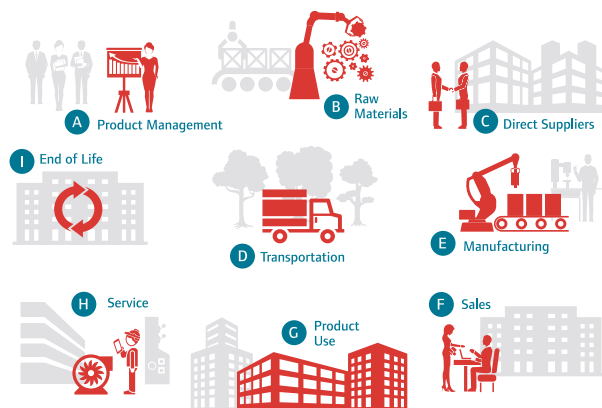 A Product Management
B Raw
Materials
C Direct Suppliers
D Transportation
E Manufacturing
F Sales
G Product
Use
H Service
I End of Life